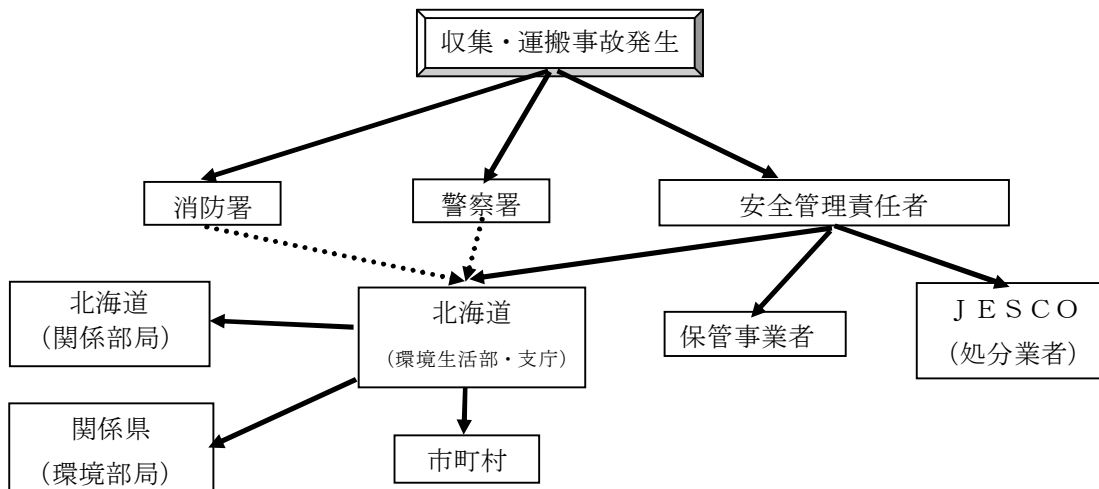 収集・運搬事故発生
消防署
警察署
安全管理責任者
北海道
（関係部局）
北海道
（環境生活部・支庁）
保管事業者
ＪＥＳＣＯ
（処分業者）
関係県
（環境部局）
市町村